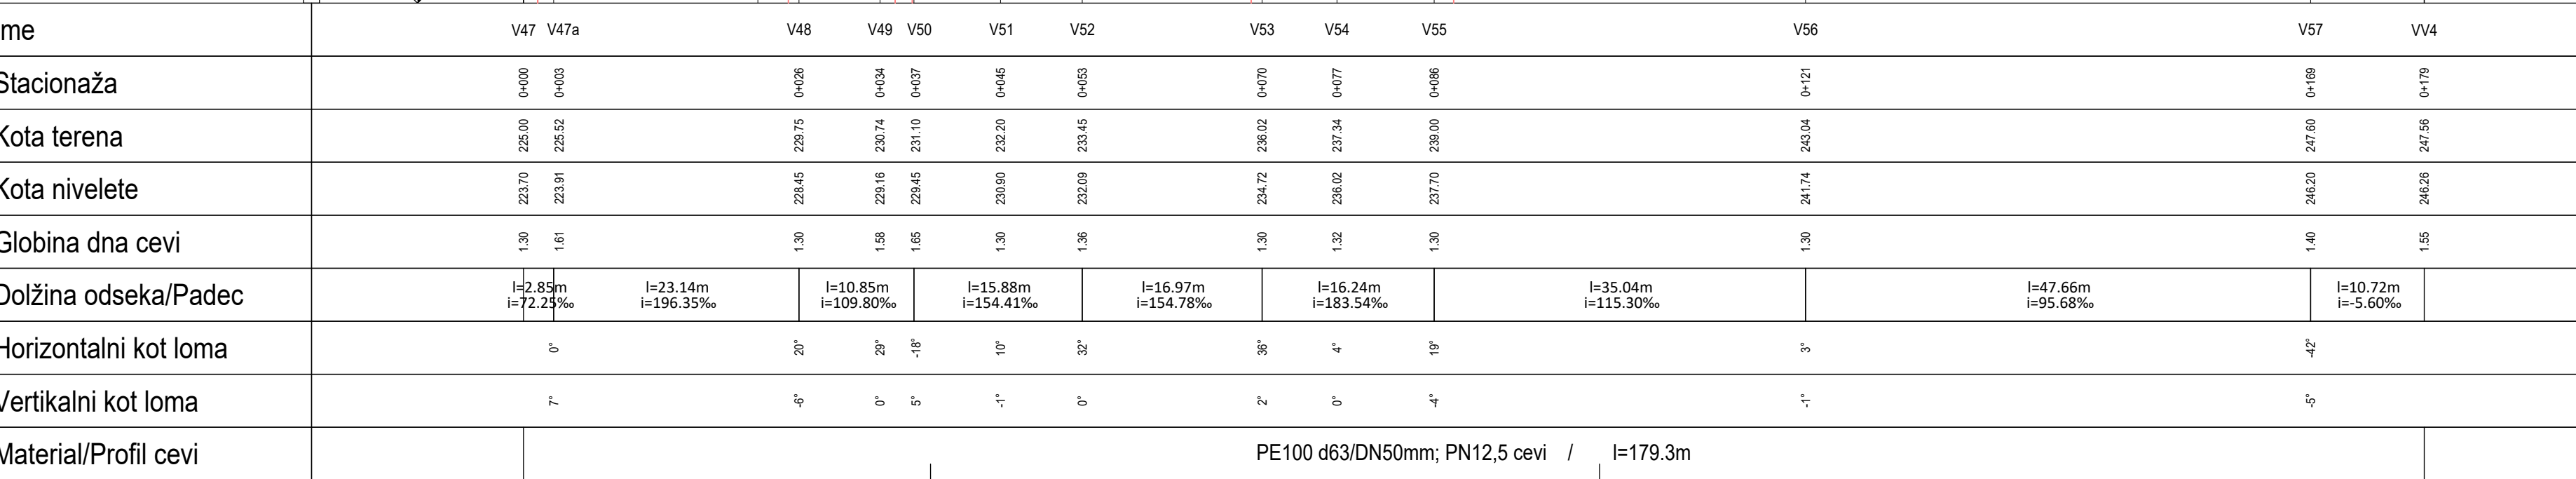 me V47 V47a V48 V49 V50 V51 V52 V53 V54 V55 V56 V57 VV4
Stacionaža 0+000 0+003 0+026 0+034 0+037 0+045 0+053 0+070 0+077 0+086 0+121 0+169 0+179
Kota terena 225.00 225.52 229.75 230.74 231.10 232.20 233.45 236.02 237.34 239.00 243.04 247.60 247.56
Kota nivelete 223.70 223.91 228.45 229.16 229.45 230.90 232.09 234.72 236.02 237.70 241.74 246.20 246.26
Globina dna cevi 1.30 1.61 1.30 1.58 1.65 1.30 1.36 1.30 1.32 1.30 1.30 1.40 1.55
Dolžina odseka/Padec
l=2.85m l=23.14m l=10.85m l=15.88m l=16.97m l=16.24m l=35.04m l=47.66m l=10.72m
i=72.25‰ i=196.35‰ i=109.80‰ i=154.41‰ i=154.78‰ i=183.54‰ i=115.30‰ i=95.68‰ i=-5.60‰
Horizontalni kot loma 0° 20° 29° -18° 10° 32° 36° 4° 19° 3° -42°
Vertikalni kot loma 7° -6° 0° 5° -1° 0° 2° 0° -4° -1° -5°
Material/Profil cevi PE100 d63/DN50mm; PN12,5 cevi / l=179.3m